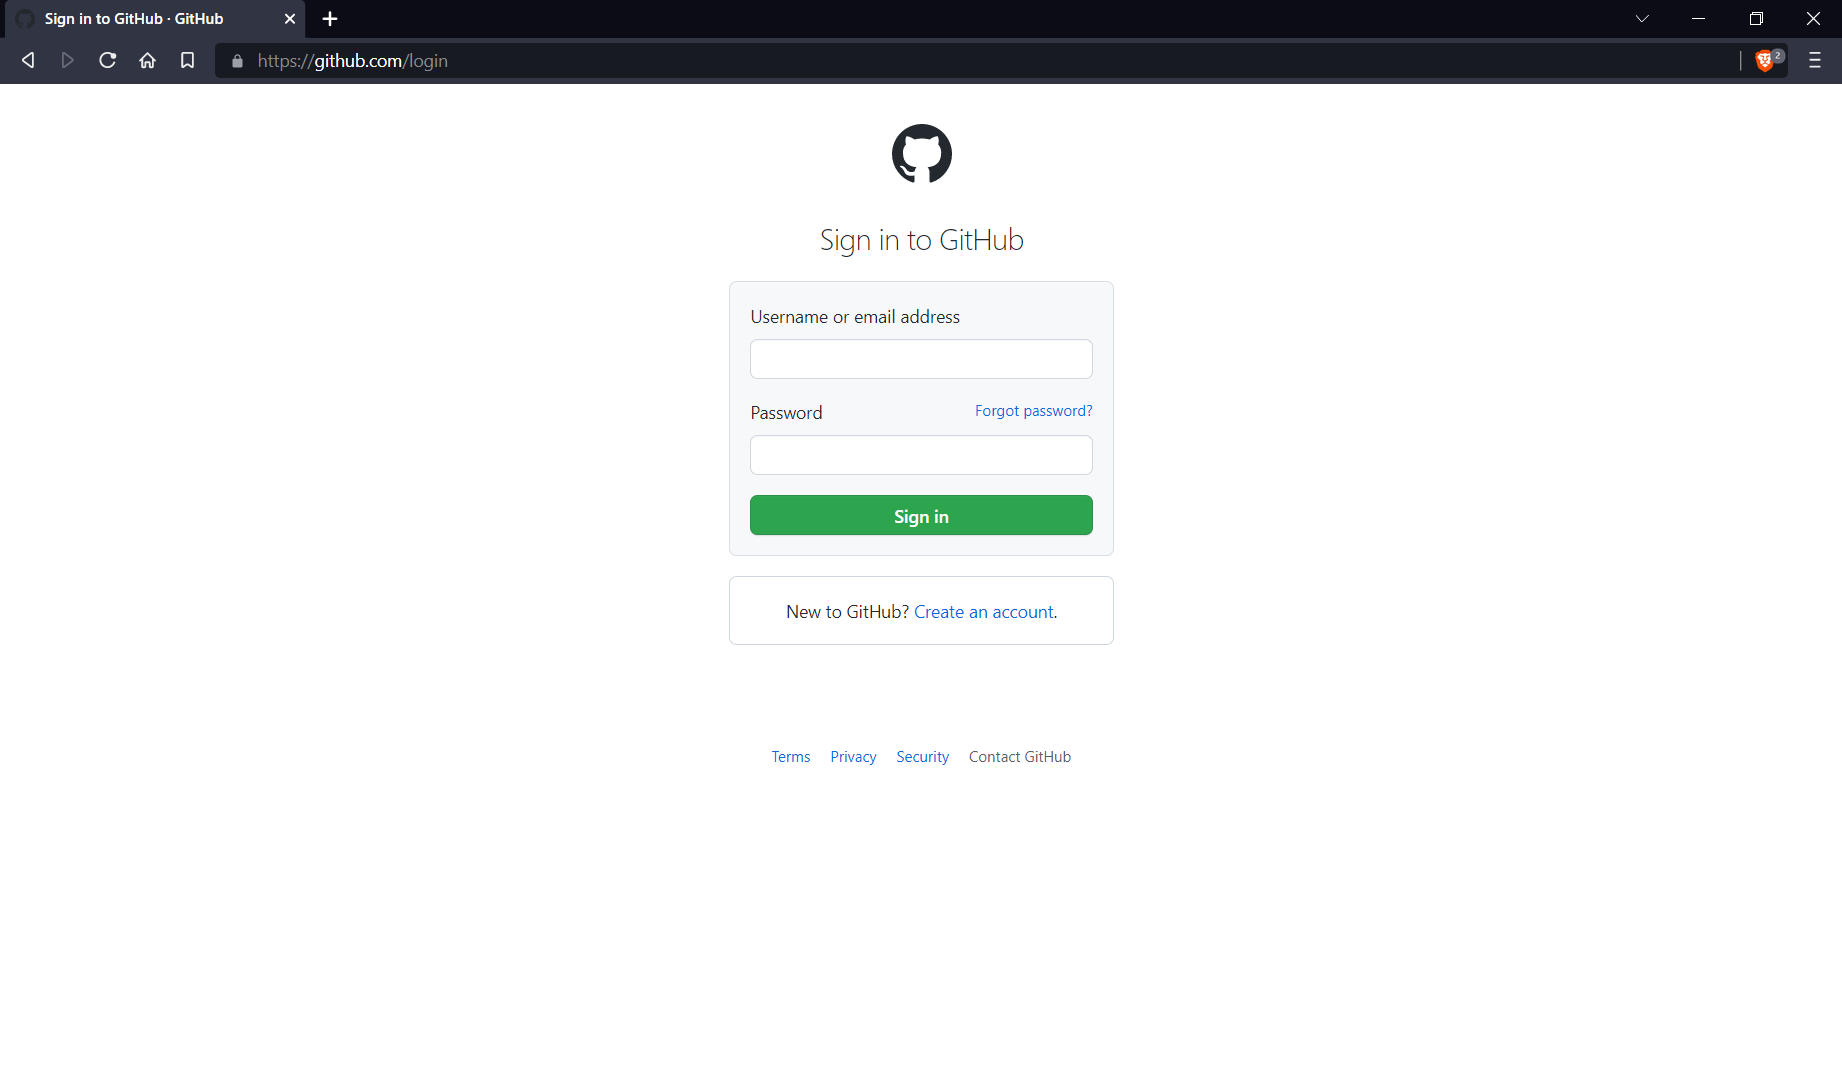 Sign in to GitHub · GitHub
https://github.com/login
2
Sign in to GitHub
Username or email address
Password
Forgot password?
Sign in
New to GitHub? Create an account.
Terms Privacy Security Contact GitHub